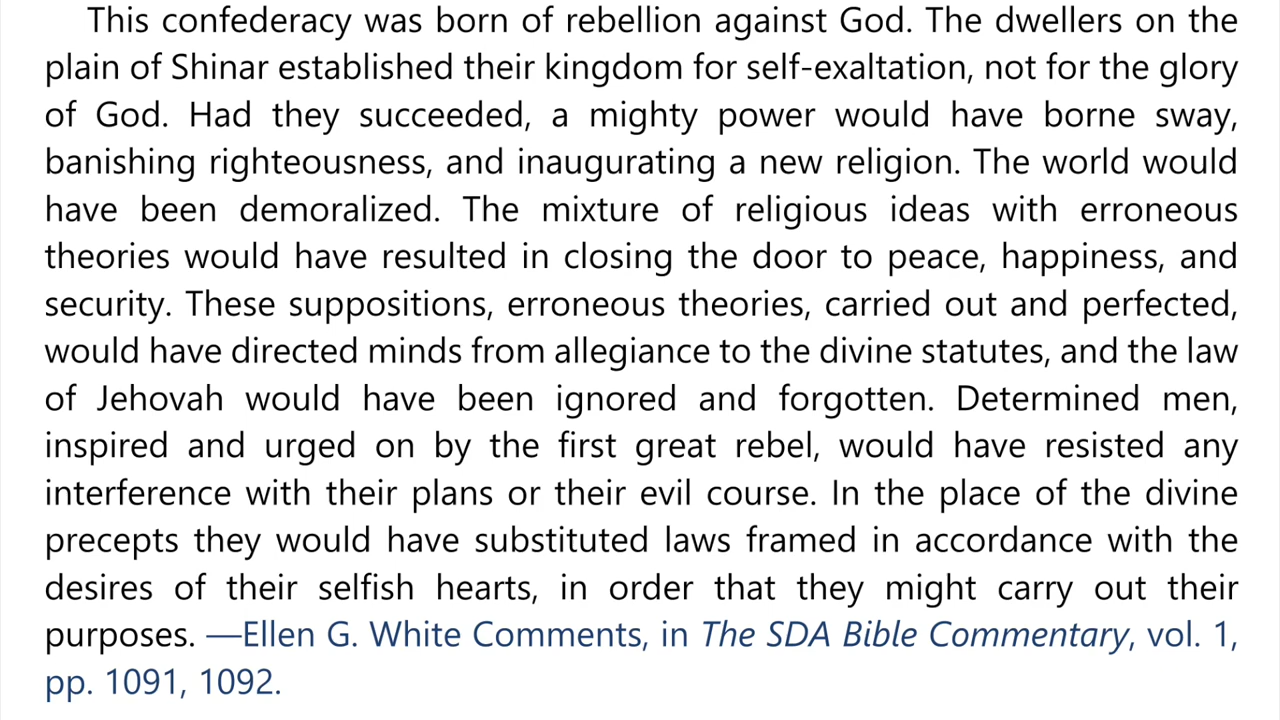 This confederacy was born of rebellion against God. The dwellers on the
plain of Shinar established their kingdom for self-exaltation, not for the glory
of God. Had they succeeded, a mighty power would have borne sway,
banishing righteousness, and inaugurating a new religion. The world would
have been demoralized. The mixture of religious ideas with erroneous
theories would have resulted in closing the door to peace, happiness, and
security. These suppositions, erroneous theories, carried out and perfected,
would have directed minds from allegiance to the divine statutes, and the law
of Jehovah would have been ignored and forgotten. Determined men,
inspired and urged on by the first great rebel, would have resisted any
interference with their plans or their evil course. In the place of the divine
precepts they would have substituted laws framed in accordance with the
desires of their selfish hearts, in order that they might carry out their
purposes. —Ellen G. White Comments, in The SDA Bible Commentary, vol. 1,
pp. 1091, 1092.